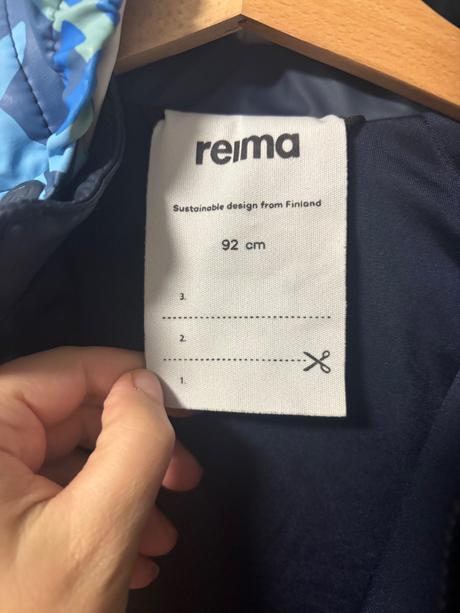 reima
Sustainable design from Finland
92 cm
3.
2.
1.